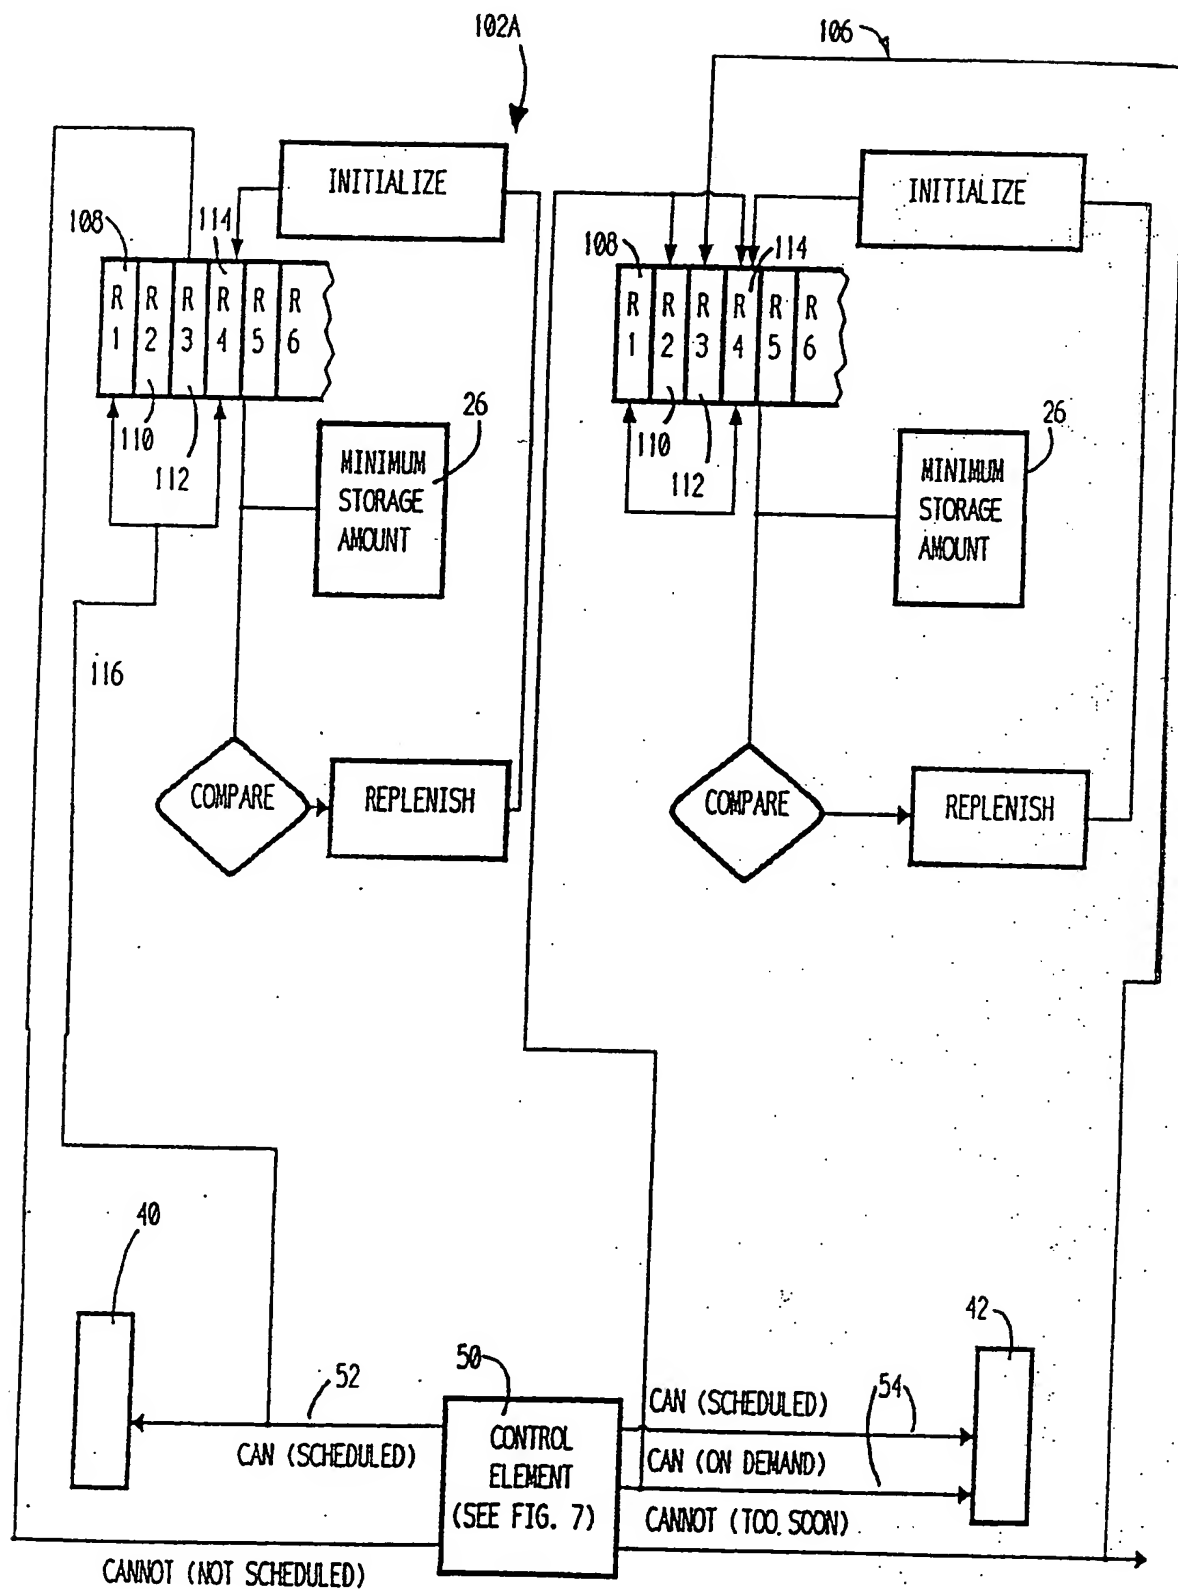 102A
106
INITIALIZE
INITIALIZE
108
114
108
114
R 1
R 2
R 3
R 4
R 5
R 6
R 1
R 2
R 3
R 4
R 5
R 6
110
112
26
MINIMUM
STORAGE
AMOUNT
110
112
26
MINIMUM
STORAGE
AMOUNT
116
COMPARE
REPLENISH
COMPARE
REPLENISH
40
42
50
52
54
CAN (SCHEDULED)
CONTROL
ELEMENT
(SEE FIG. 7)
CAN (SCHEDULED)
CAN (ON DEMAND)
CANNOT (TOO SOON)
CANNOT (NOT SCHEDULED)